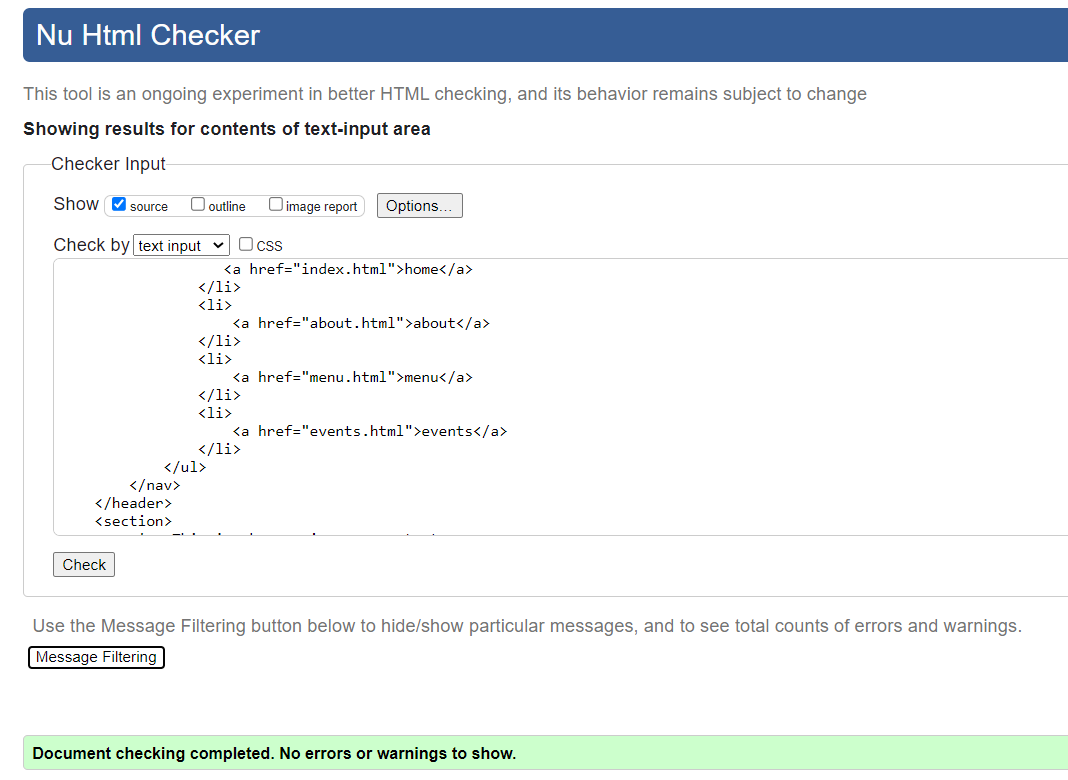 Nu Html Checker
This tool is an ongoing experiment in better HTML checking, and its behavior remains subject to change
Showing results for contents of text-input area
Checker Input
Show source outline image report Options...
Check by text input CSS
<a href="index.html">home</a>
</li>
<li>
<a href="about.html">about</a>
</li>
<li>
<a href="menu.html">menu</a>
</li>
<li>
<a href="events.html">events</a>
</li>
</ul>
</nav>
</header>
<section>
Check
Use the Message Filtering button below to hide/show particular messages, and to see total counts of errors and warnings.
Message Filtering
Document checking completed. No errors or warnings to show.